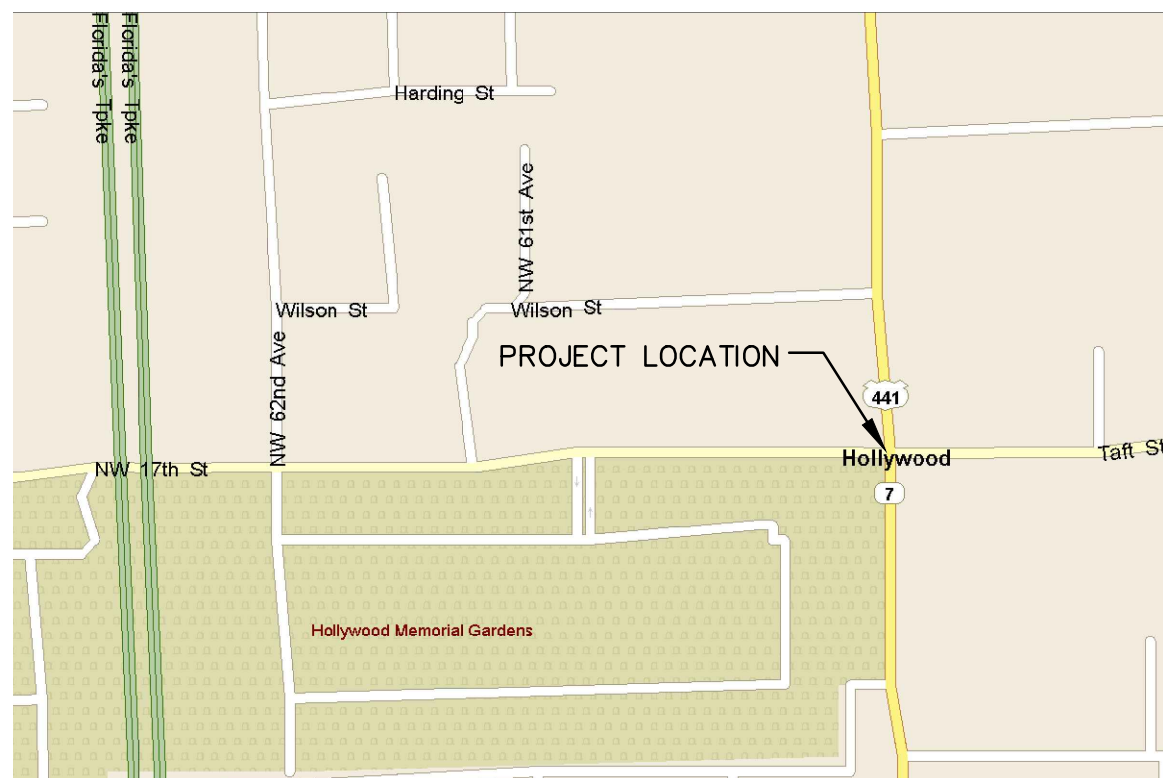 Florida's Tpke
Florida's Tpke
Harding St
NW 61st Ave
Wilson St
Wilson St
NW 62nd Ave
PROJECT LOCATION
441
Hollywood
Taft St
NW 17th St
7
Hollywood Memorial Gardens